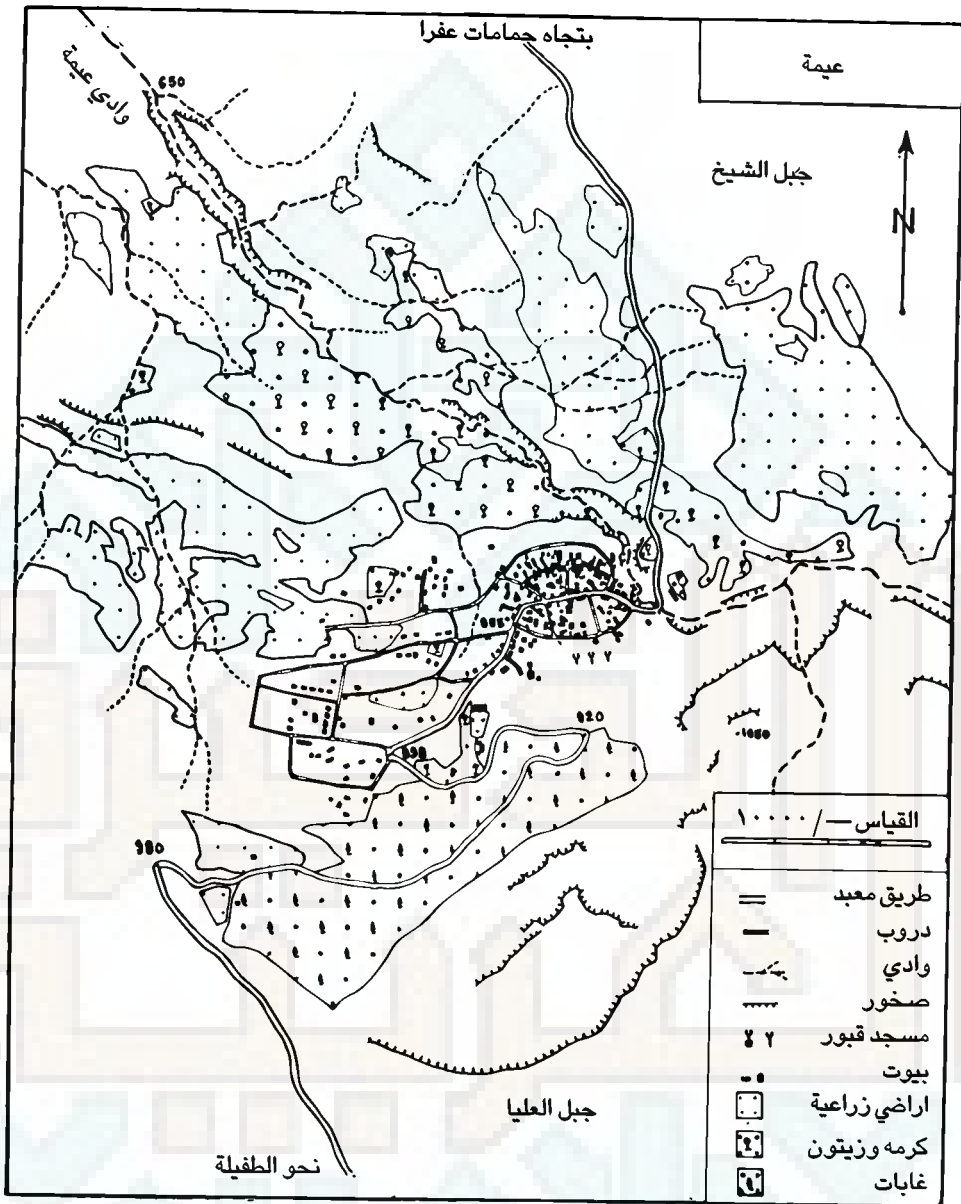 بتجاه حمامات عفرا
عيمة
وادي عيمة
650
جبل الشيخ
N
920
1050
980
جبل العليا
نحو الطفيلة
القياس — / ١٠٠٠٠
طريق معبد
دروب
وادي
صخور
مسجد قبور
بيوت
اراضي زراعية
كرمه وزيتون
غابات